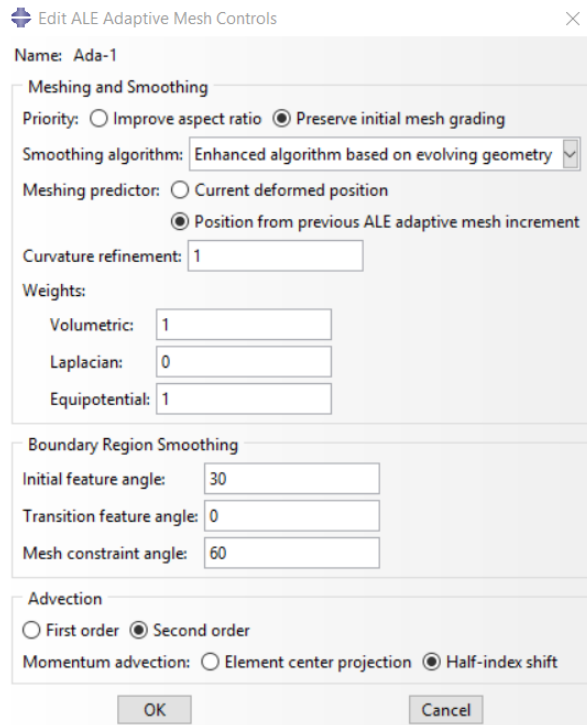 Edit ALE Adaptive Mesh Controls
Name: Ada-1
Meshing and Smoothing
Priority: Improve aspect ratio Preserve initial mesh grading
Smoothing algorithm: Enhanced algorithm based on evolving geometry
Meshing predictor: Current deformed position
Position from previous ALE adaptive mesh increment
Curvature refinement: 1
Weights:
Volumetric: 1
Laplacian: 0
Equipotential: 1
Boundary Region Smoothing
Initial feature angle: 30
Transition feature angle: 0
Mesh constraint angle: 60
Advection
First order Second order
Momentum advection: Element center projection Half-index shift
OK Cancel